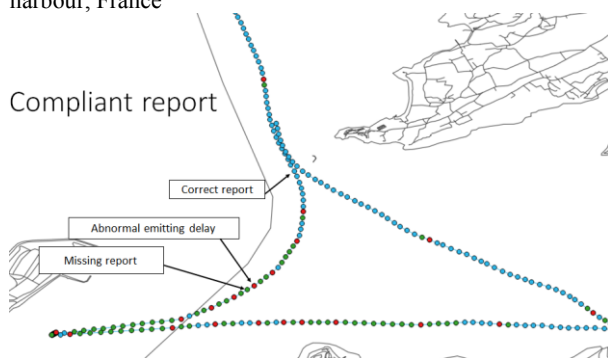 harbour, France
Compliant report
Correct report
Abnormal emitting delay
Missing report